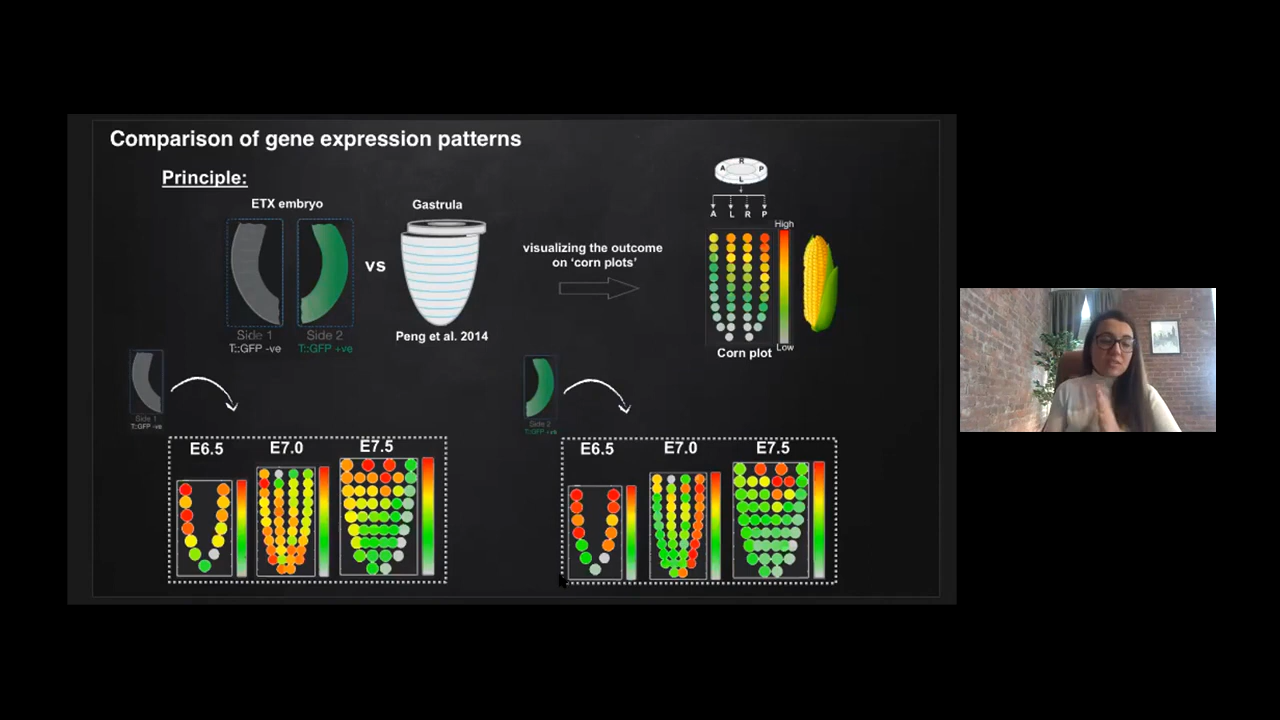 Comparison of gene expression patterns
Principle:
ETX embryo
Gastrula
vs
Side 1
T::GFP -ve
Side 2
T::GFP +ve
Peng et al. 2014
visualizing the outcome
on ‘corn plots’
R
A
P
L
A L R P
High
Low
Corn plot
Side 1
T::GFP -ve
Side 2
T::GFP +ve
E6.5
E7.0
E7.5
E6.5
E7.0
E7.5